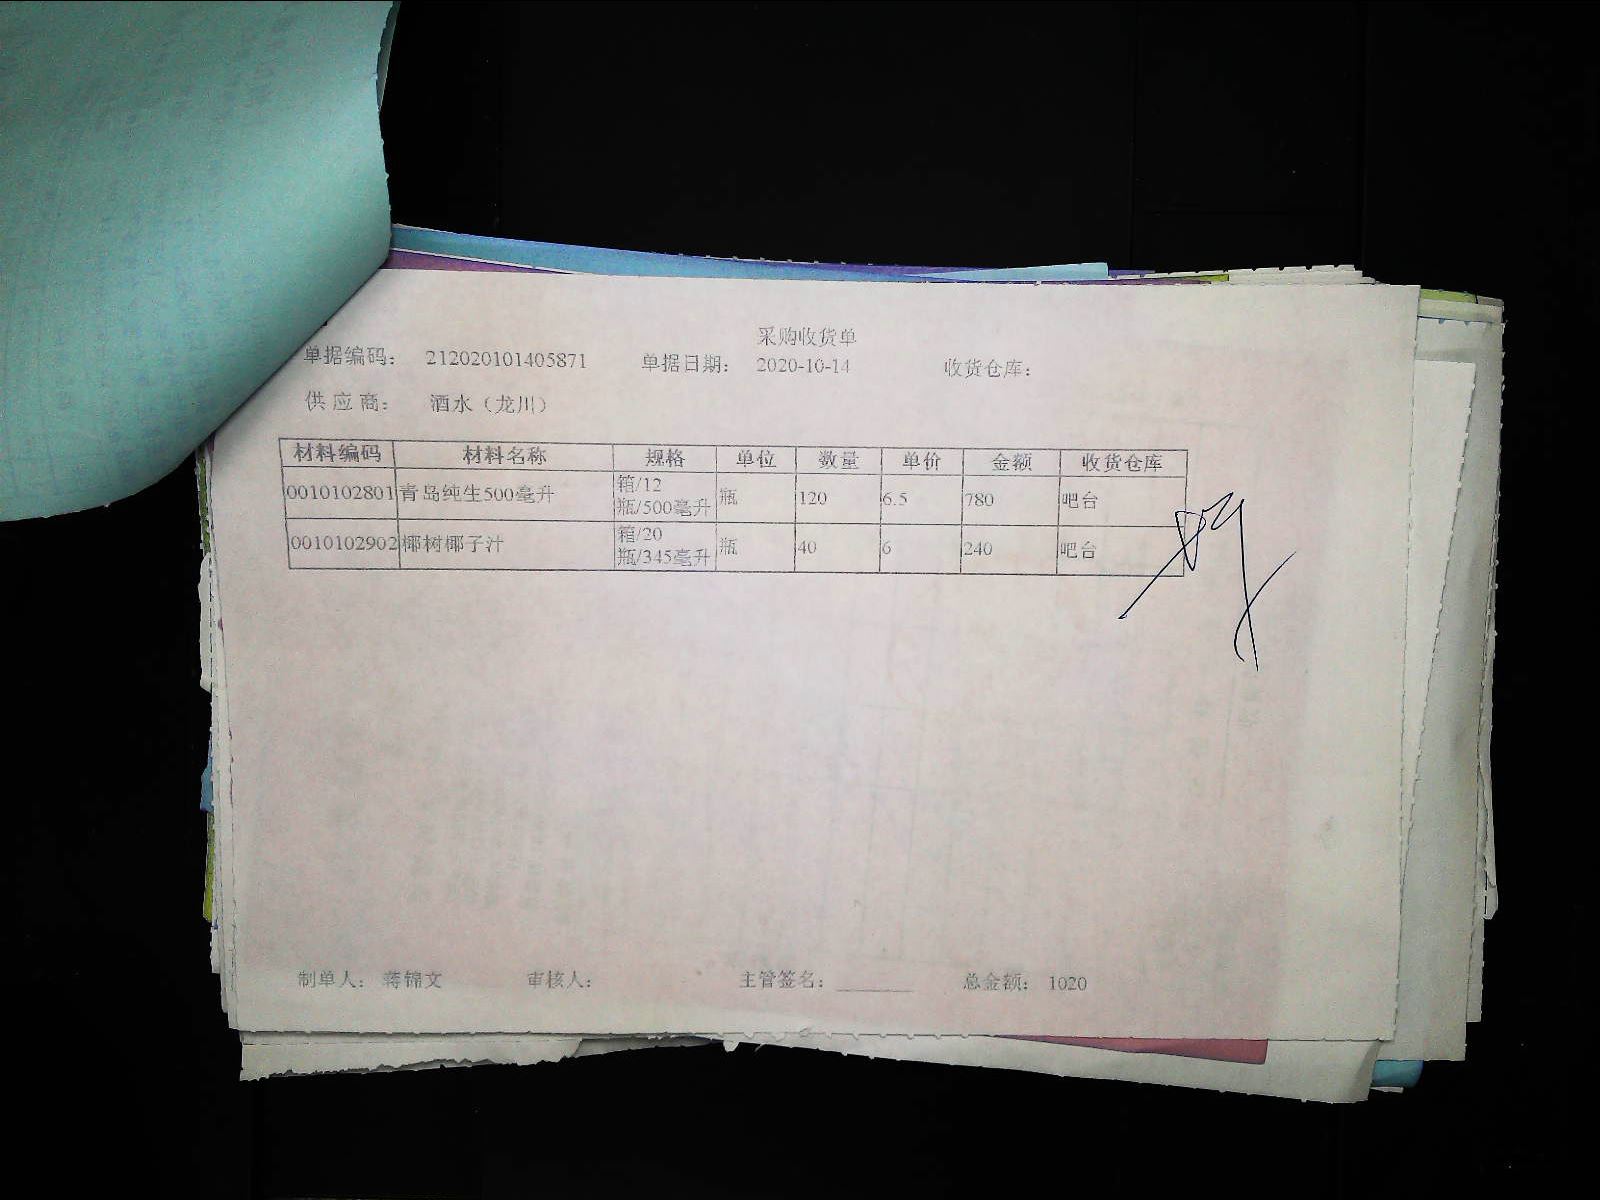 采购收货单
单据编码: 212020101405871 单据日期: 2020-10-14 收货仓库:
供应商: 酒水（龙川）
材料编码 材料名称 规格 单位 数量 单价 金额 收货仓库
0010102801 青岛纯生500毫升 箱/12瓶/500毫升 瓶 120 6.5 780 吧台
0010102902 椰树椰子汁 箱/20瓶/345毫升 瓶 40 6 240 吧台
制单人: 蒋锦文 审核人: 主管签名: 总金额: 1020